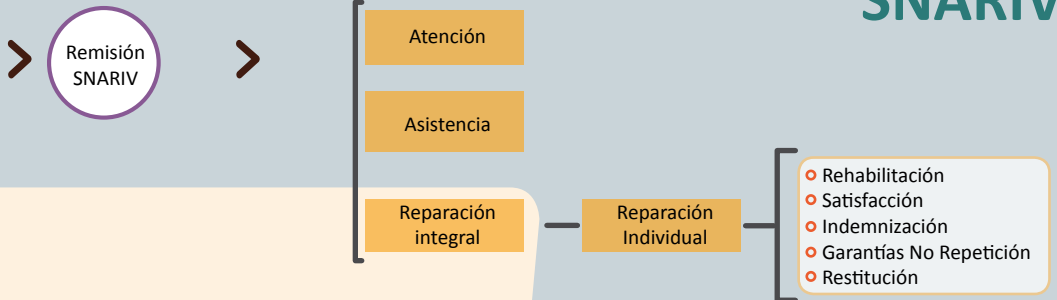 SNARIV
Remisión
SNARIV
Atención
Asistencia
Reparación
integral
Reparación
Individual
Rehabilitación
Satisfacción
Indemnización
Garantías No Repetición
Restitución